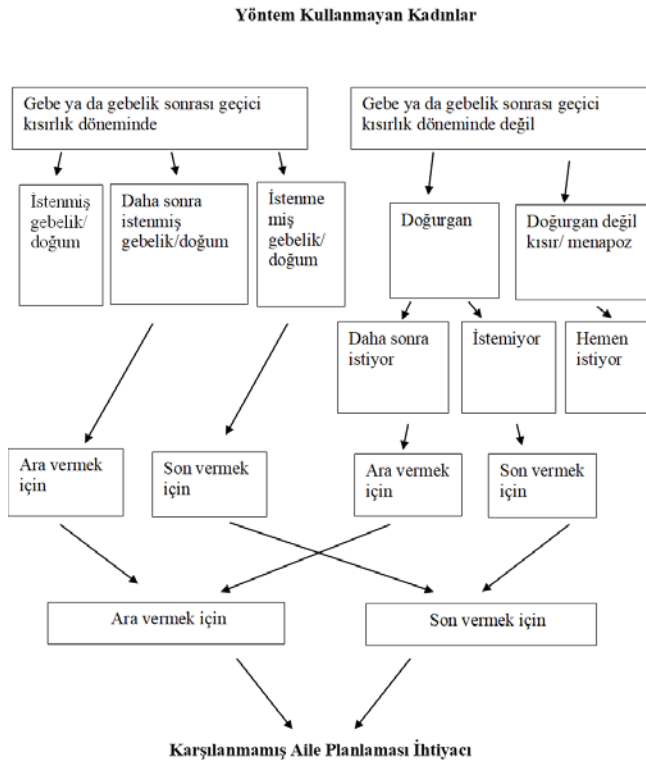 Yöntem Kullanmayan Kadınlar
Gebe ya da gebelik sonrası geçici
kısırlık döneminde
Gebe ya da gebelik sonrası geçici
kısırlık döneminde değil
İstenmiş
gebelik/
doğum
Daha sonra
istenmiş
gebelik/doğum
İstenme
miş
gebelik/
doğum
Doğurgan
Doğurgan değil
kısır/ menapoz
Daha sonra
istiyor
İstemiyor
Hemen
istiyor
Ara vermek
için
Son vermek
için
Ara vermek
için
Son vermek
için
Ara vermek için
Son vermek için
Karşılanmamış Aile Planlaması İhtiyacı